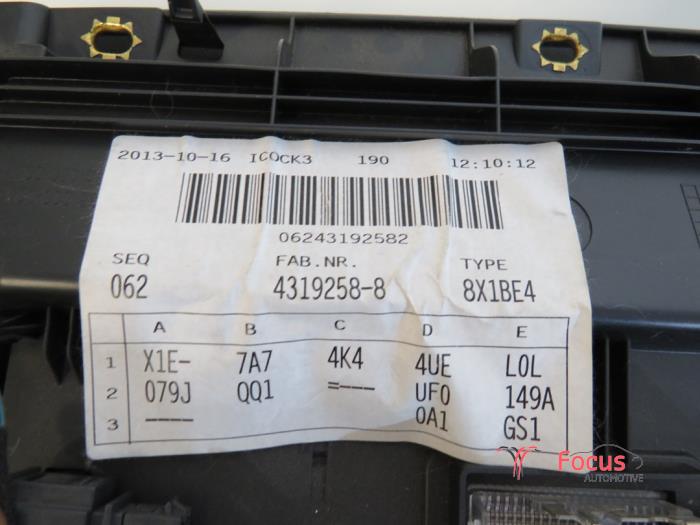 2013-10-16 ICOCK3 190 12:10:12
06243192582
SEQ FAB.NR. TYPE
062 4319258-8 8X1BE4
A B C D E
1 X1E- 7A7 4K4 4UE L0L
2 079J QQ1 =--- UF0 149A
3 ---- 0A1 GS1
Focus
AUTOMOTIVE